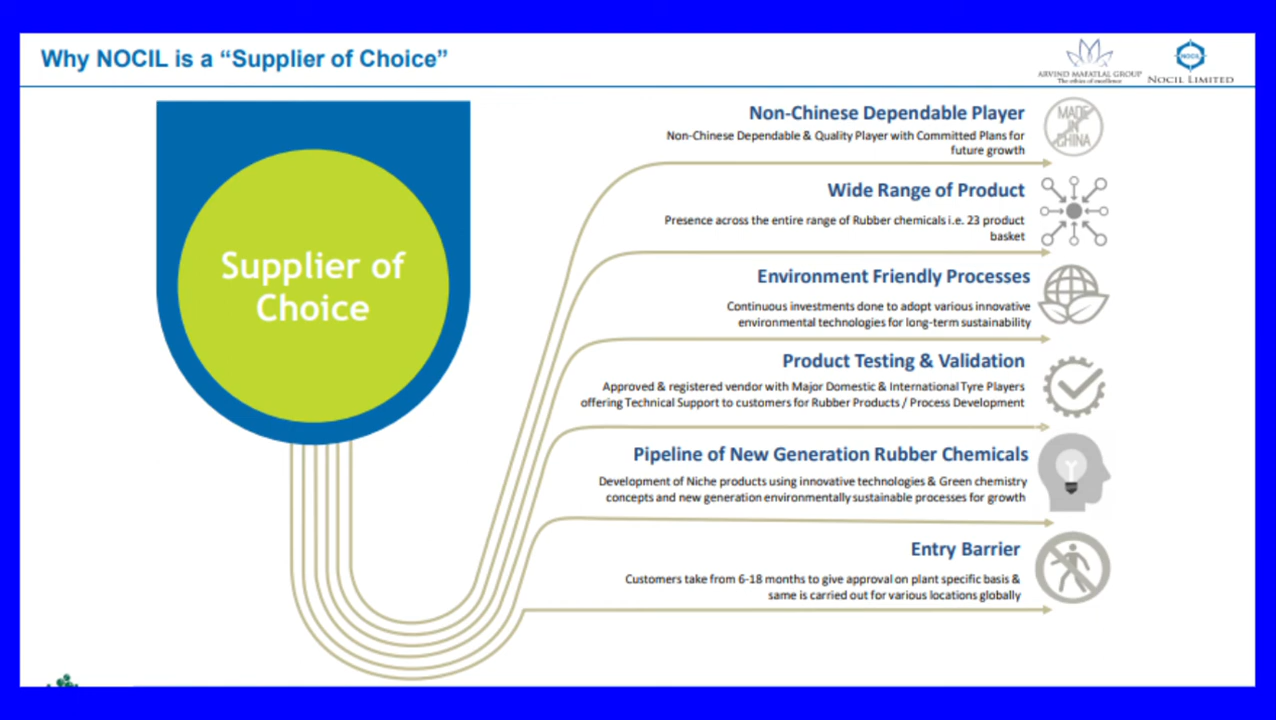 Why NOCIL is a “Supplier of Choice”
ARVIND MAFATLAL GROUP
The ethics of excellence
NOCIL
NOCIL LIMITED
Supplier of
Choice
Non-Chinese Dependable Player
Non-Chinese Dependable & Quality Player with Committed Plans for
future growth
MADE
IN
CHINA
Wide Range of Product
Presence across the entire range of Rubber chemicals i.e. 23 product
basket
Environment Friendly Processes
Continuous investments done to adopt various innovative
environmental technologies for long-term sustainability
Product Testing & Validation
Approved & registered vendor with Major Domestic & International Tyre Players
offering Technical Support to customers for Rubber Products / Process Development
Pipeline of New Generation Rubber Chemicals
Development of Niche products using innovative technologies & Green chemistry
concepts and new generation environmentally sustainable processes for growth
Entry Barrier
Customers take from 6-18 months to give approval on plant specific basis &
same is carried out for various locations globally